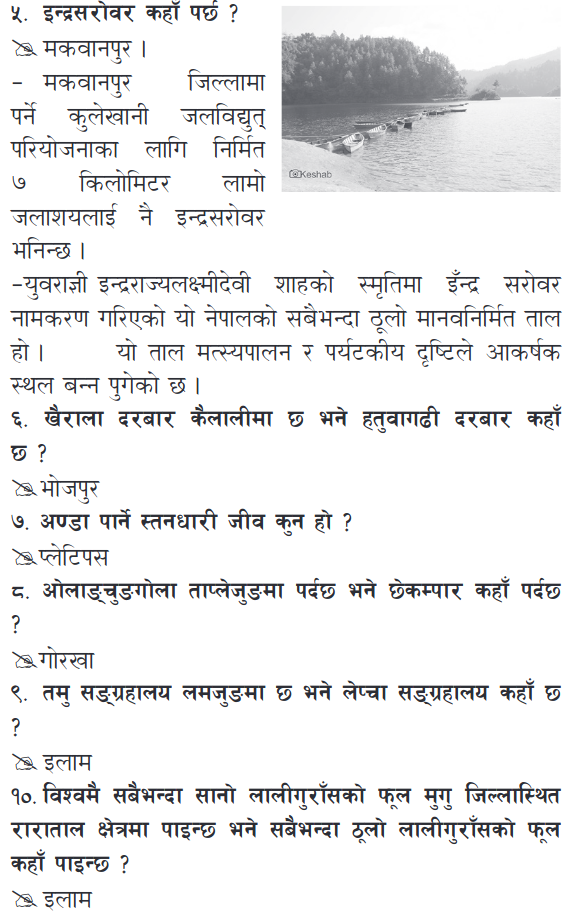 ५. इन्द्रसरोवर कहाँ पर्छ ?
मकवानपुर ।
- मकवानपुर जिल्लामा
पर्ने कुलेखानी जलविद्युत्
परियोजनाका लागि निर्मित
७ किलोमिटर लामो
जलाशयलाई नै इन्द्रसरोवर
भनिन्छ ।
Keshab
-युवराज्ञी इन्द्रराज्यलक्ष्मीदेवी शाहको स्मृतिमा इँन्द्र सरोवर
नामकरण गरिएको यो नेपालको सबैभन्दा ठूलो मानवनिर्मित ताल
हो । यो ताल मत्स्यपालन र पर्यटकीय दृष्टिले आकर्षक
स्थल बन्न पुगेको छ ।
६. खैराला दरबार कैलालीमा छ भने हतुवागढी दरबार कहाँ
छ ?
भोजपुर
७. अण्डा पार्ने स्तनधारी जीव कुन हो ?
प्लेटिपस
८. ओलाङ्चुङगोला ताप्लेजुङमा पर्दछ भने छेकम्पार कहाँ पर्दछ
?
गोरखा
९. तमु सङ्ग्रहालय लमजुङमा छ भने लेप्चा सङ्ग्रहालय कहाँ छ
?
इलाम
१०. विश्वमै सबैभन्दा सानो लालीगुराँसको फूल मुगु जिल्लास्थित
राराताल क्षेत्रमा पाइन्छ भने सबैभन्दा ठूलो लालीगुराँसको फूल
कहाँ पाइन्छ ?
इलाम